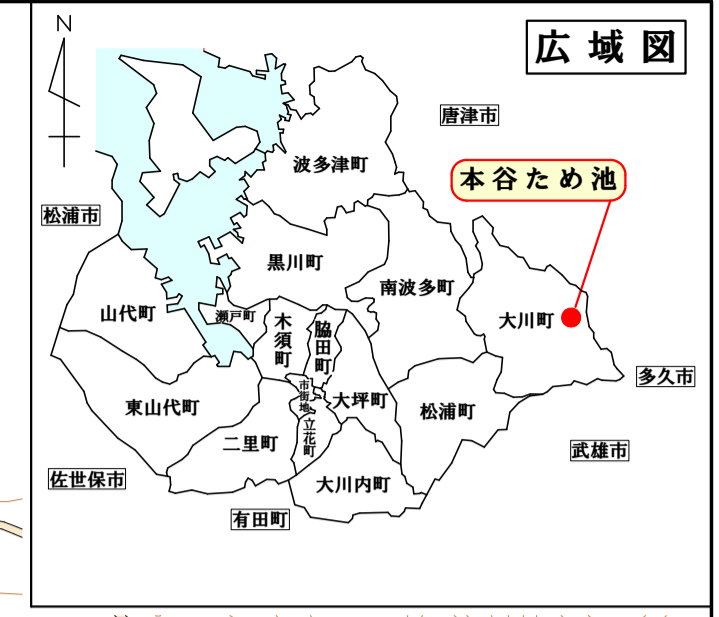 N
広域図
唐津市
波多津町
本谷ため池
松浦市
黒川町
南波多町
山代町
瀬戸町
木須町
脇田町
大川町
多久市
市街地
大坪町
東山代町
松浦町
立花町
二里町
武雄市
佐世保市
大川内町
有田町